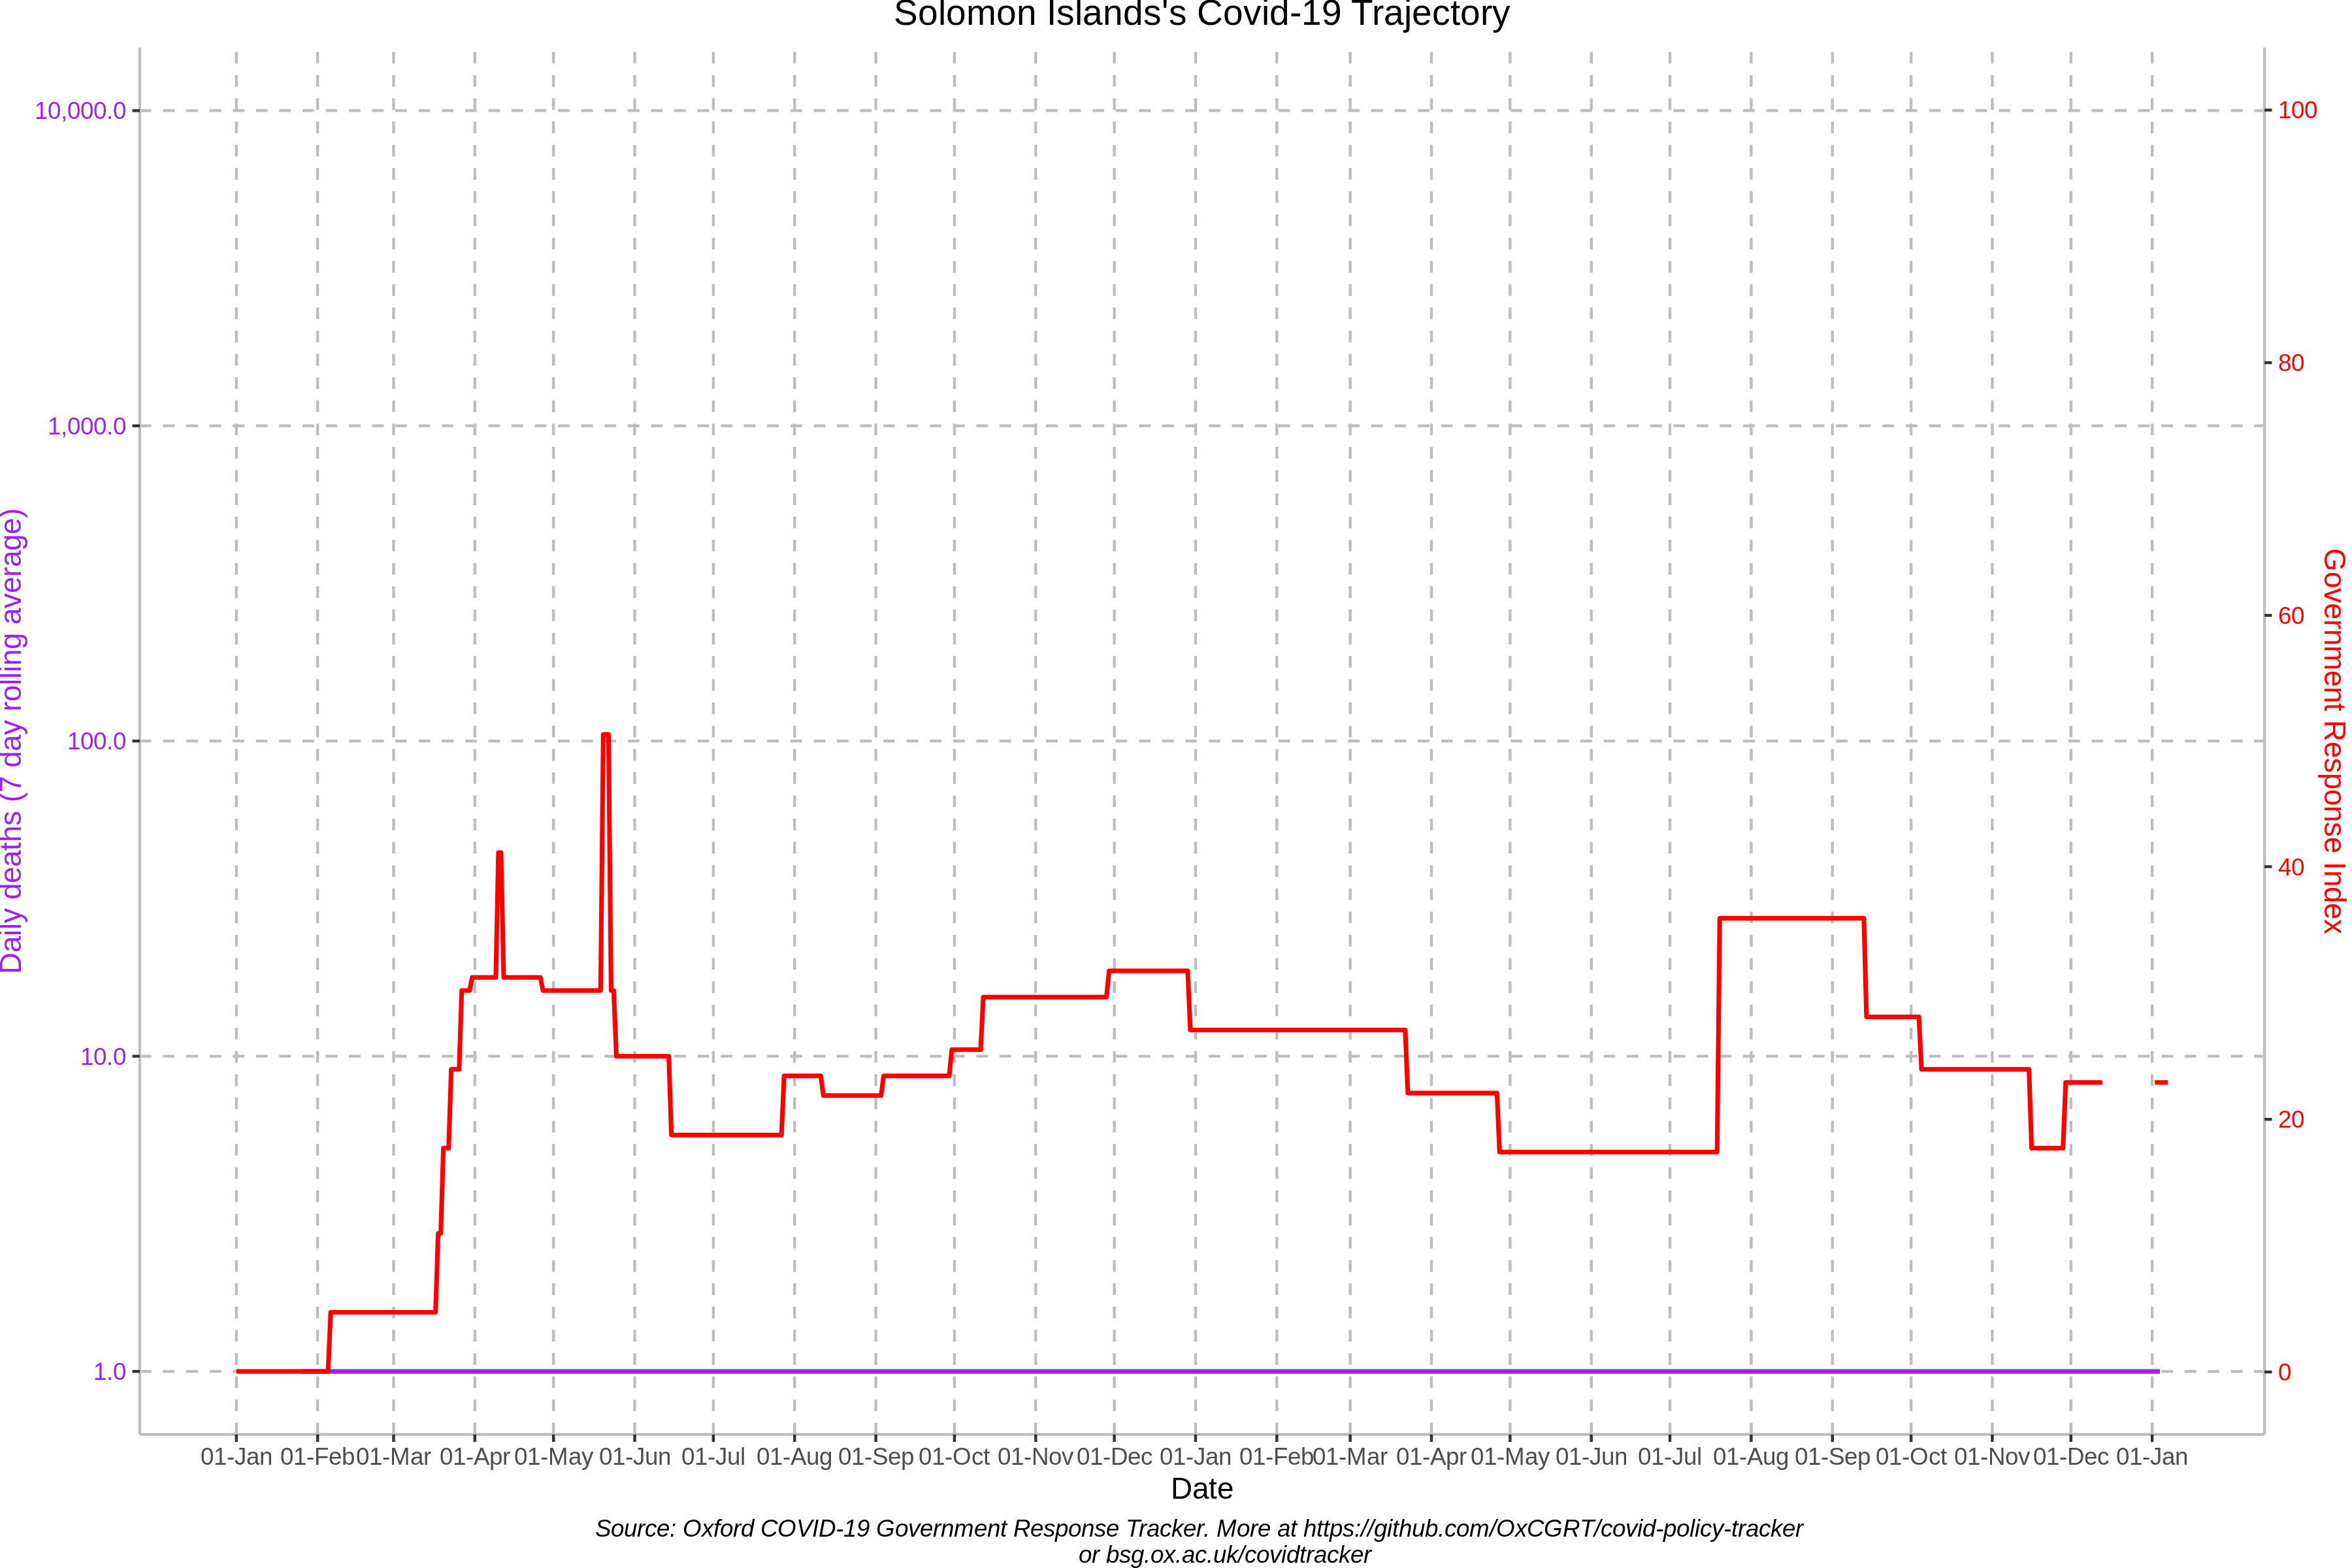 Solomon Islands's Covid-19 Trajectory
Daily deaths (7 day rolling average)
10,000.0
1,000.0
100.0
10.0
1.0
100
80
60
40
20
0
Government Response Index
01-Jan 01-Feb 01-Mar 01-Apr 01-May 01-Jun 01-Jul 01-Aug 01-Sep 01-Oct 01-Nov 01-Dec 01-Jan 01-Feb 01-Mar 01-Apr 01-May 01-Jun 01-Jul 01-Aug 01-Sep 01-Oct 01-Nov 01-Dec 01-Jan
Date
Source: Oxford COVID-19 Government Response Tracker. More at https://github.com/OxCGRT/covid-policy-tracker
or bsg.ox.ac.uk/covidtracker